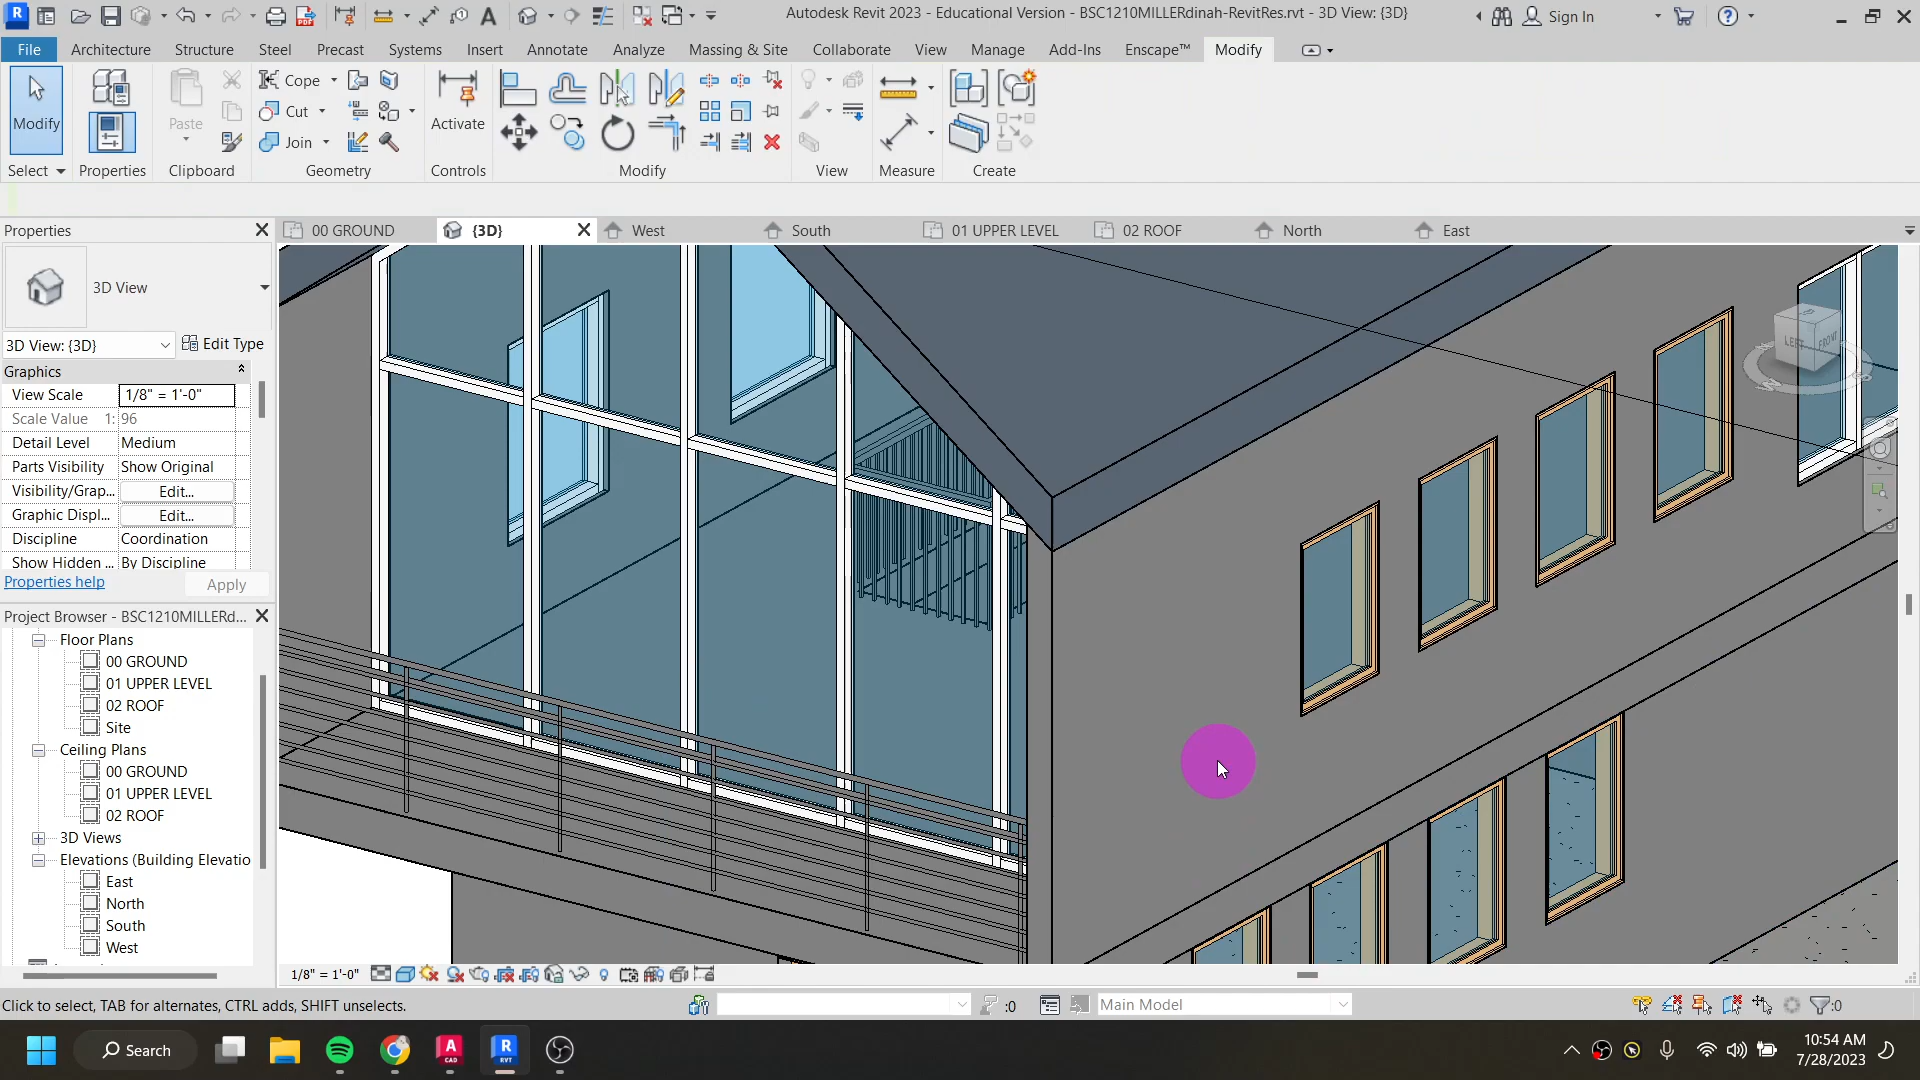 Autodesk Revit 2023 - Educational Version - BSC1210MILLERdinah-RevitRes.rvt - 3D View: {3D}
Sign In
File Architecture Structure Steel Precast Systems Insert Annotate Analyze Massing & Site Collaborate View Manage Add-Ins Enscape™ Modify
Modify
Paste
Cope
Cut
Join
Activate
Select Properties Clipboard Geometry Controls Modify View Measure Create
Properties
00 GROUND {3D} West South 01 UPPER LEVEL 02 ROOF North East
3D View
3D View: {3D} Edit Type
Graphics
View Scale 1/8" = 1'-0"
Scale Value 1: 96
Detail Level Medium
Parts Visibility Show Original
Visibility/Grap... Edit...
Graphic Displ... Edit...
Discipline Coordination
Show Hidden ... By Discipline
Properties help Apply
Project Browser - BSC1210MILLERd...
Floor Plans
00 GROUND
01 UPPER LEVEL
02 ROOF
Site
Ceiling Plans
00 GROUND
01 UPPER LEVEL
02 ROOF
3D Views
Elevations (Building Elevatio
East
North
South
West
LEFT FRONT
W
1/8" = 1'-0"
Click to select, TAB for alternates, CTRL adds, SHIFT unselects.
:0
Main Model
:0
Search
10:54 AM
7/28/2023